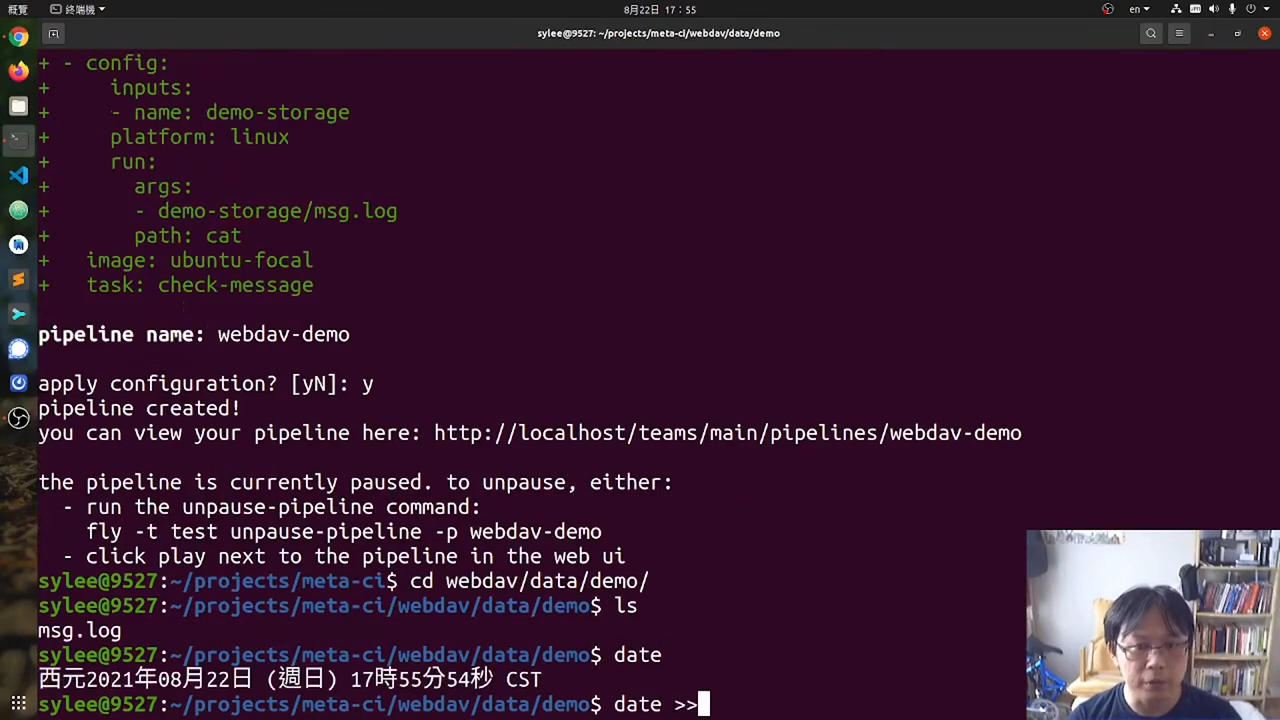 概覽 終端機 8月22日 17:55 en
sylee@9527: ~/projects/meta-ci/webdav/data/demo
+ - config:
+ inputs:
+ - name: demo-storage
+ platform: linux
+ run:
+ args:
+ - demo-storage/msg.log
+ path: cat
+ image: ubuntu-focal
+ task: check-message
pipeline name: webdav-demo
apply configuration? [yN]: y
pipeline created!
you can view your pipeline here: http://localhost/teams/main/pipelines/webdav-demo
the pipeline is currently paused. to unpause, either:
- run the unpause-pipeline command:
fly -t test unpause-pipeline -p webdav-demo
- click play next to the pipeline in the web ui
sylee@9527:~/projects/meta-ci$ cd webdav/data/demo/
sylee@9527:~/projects/meta-ci/webdav/data/demo$ ls
msg.log
sylee@9527:~/projects/meta-ci/webdav/data/demo$ date
西元2021年08月22日 (週日) 17時55分54秒 CST
sylee@9527:~/projects/meta-ci/webdav/data/demo$ date >>